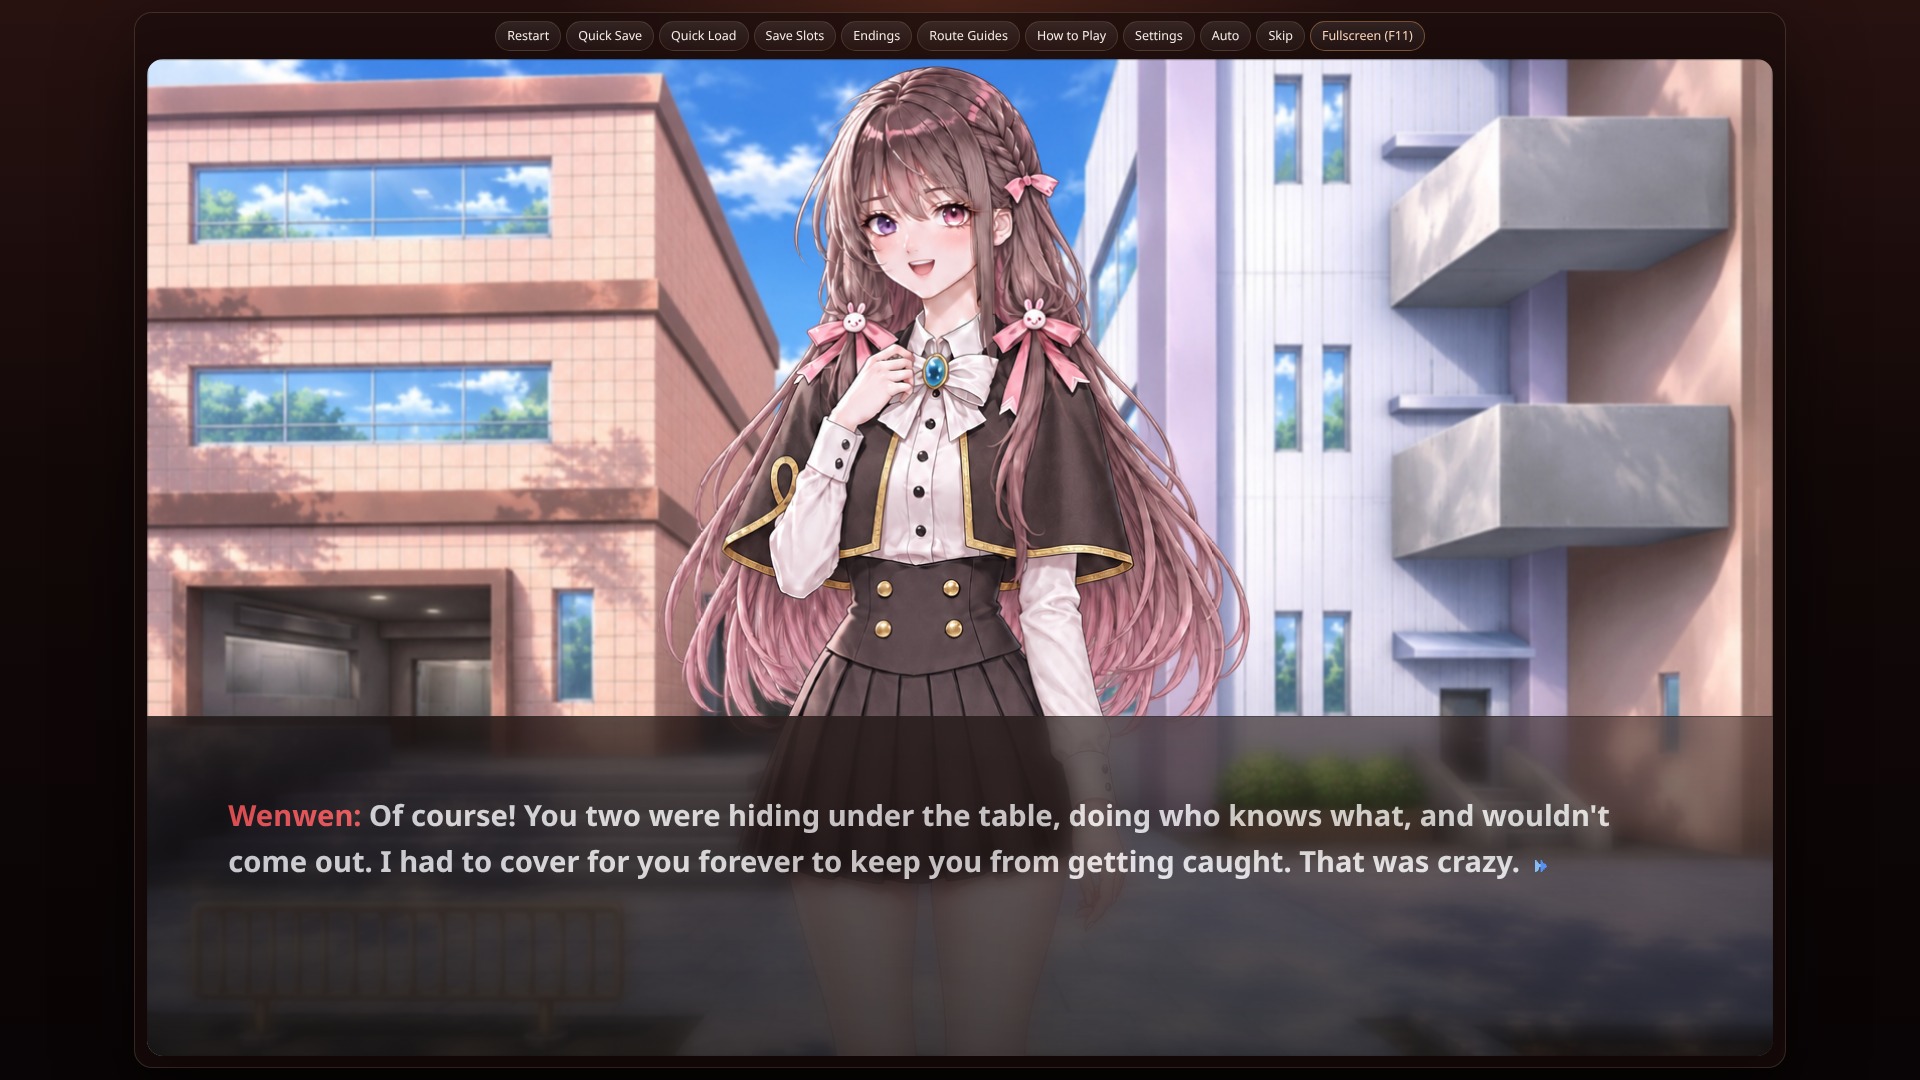 Restart Quick Save Quick Load Save Slots Endings Route Guides How to Play Settings Auto Skip Fullscreen (F11)
Wenwen: Of course! You two were hiding under the table, doing who knows what, and wouldn't
come out. I had to cover for you forever to keep you from getting caught. That was crazy.